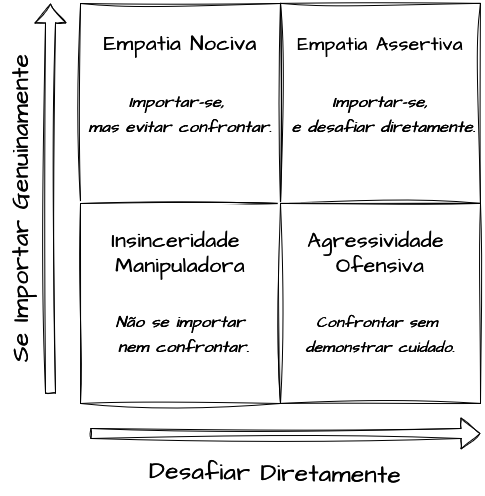 Se Importar Genuinamente
Empatia Nociva
Importar-se,
mas evitar confrontar.
Empatia Assertiva
Importar-se,
e desafiar diretamente.
Insinceridade
Manipuladora
Não se importar
nem confrontar.
Agressividade
Ofensiva
Confrontar sem
demonstrar cuidado.
Desafiar Diretamente